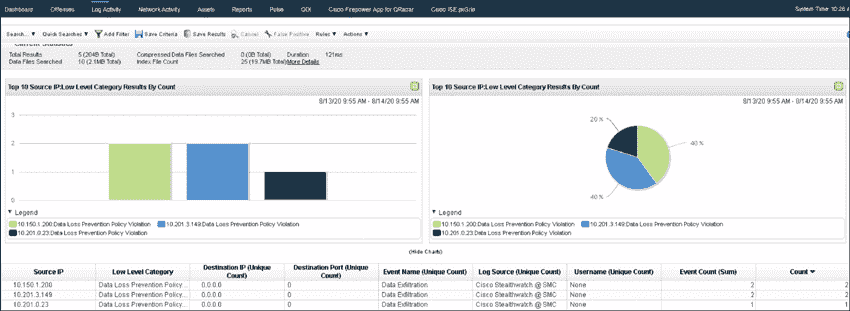 Dashboard Offenses Log Activity Network Activity Assets Reports Pulse QDI Cisco Firepower App for QRadar Cisco ISE pxGrid System Time: 10:26 A
Search... Quick Searches Add Filter Save Criteria Save Results Cancel False Positive Rules Actions
Current Statistics
Total Results 5 (204B Total) Compressed Data Files Searched 0 (0B Total) Duration 121ms
Data Files Searched 10 (2.1MB Total) Index File Count 25 (19.7MB Total) More Details
Top 10 Source IP:Low Level Category Results By Count
8/13/20 9:55 AM - 8/14/20 9:55 AM
3
2
1
0
Legend
10.150.1.200:Data Loss Prevention Policy Violation 10.201.3.149:Data Loss Prevention Policy Violation
10.201.0.23:Data Loss Prevention Policy Violation
Top 10 Source IP:Low Level Category Results By Count
8/13/20 9:55 AM - 8/14/20 9:55 AM
20 %
40 %
40 %
Legend
10.150.1.200:Data Loss Prevention Policy Violation 10.201.3.149:Data Loss Prevention Policy Violation
10.201.0.23:Data Loss Prevention Policy Violation
(Hide Charts)
Source IP Low Level Category Destination IP (Unique Count) Destination Port (Unique Count) Event Name (Unique Count) Log Source (Unique Count) Username (Unique Count) Event Count (Sum) Count
10.150.1.200 Data Loss Prevention Policy... 0.0.0.0 0 Data Exfiltration Cisco Stealthwatch @ SMC None 2 2
10.201.3.149 Data Loss Prevention Policy... 0.0.0.0 0 Data Exfiltration Cisco Stealthwatch @ SMC None 2 2
10.201.0.23 Data Loss Prevention Policy... 0.0.0.0 0 Data Exfiltration Cisco Stealthwatch @ SMC None 1 1